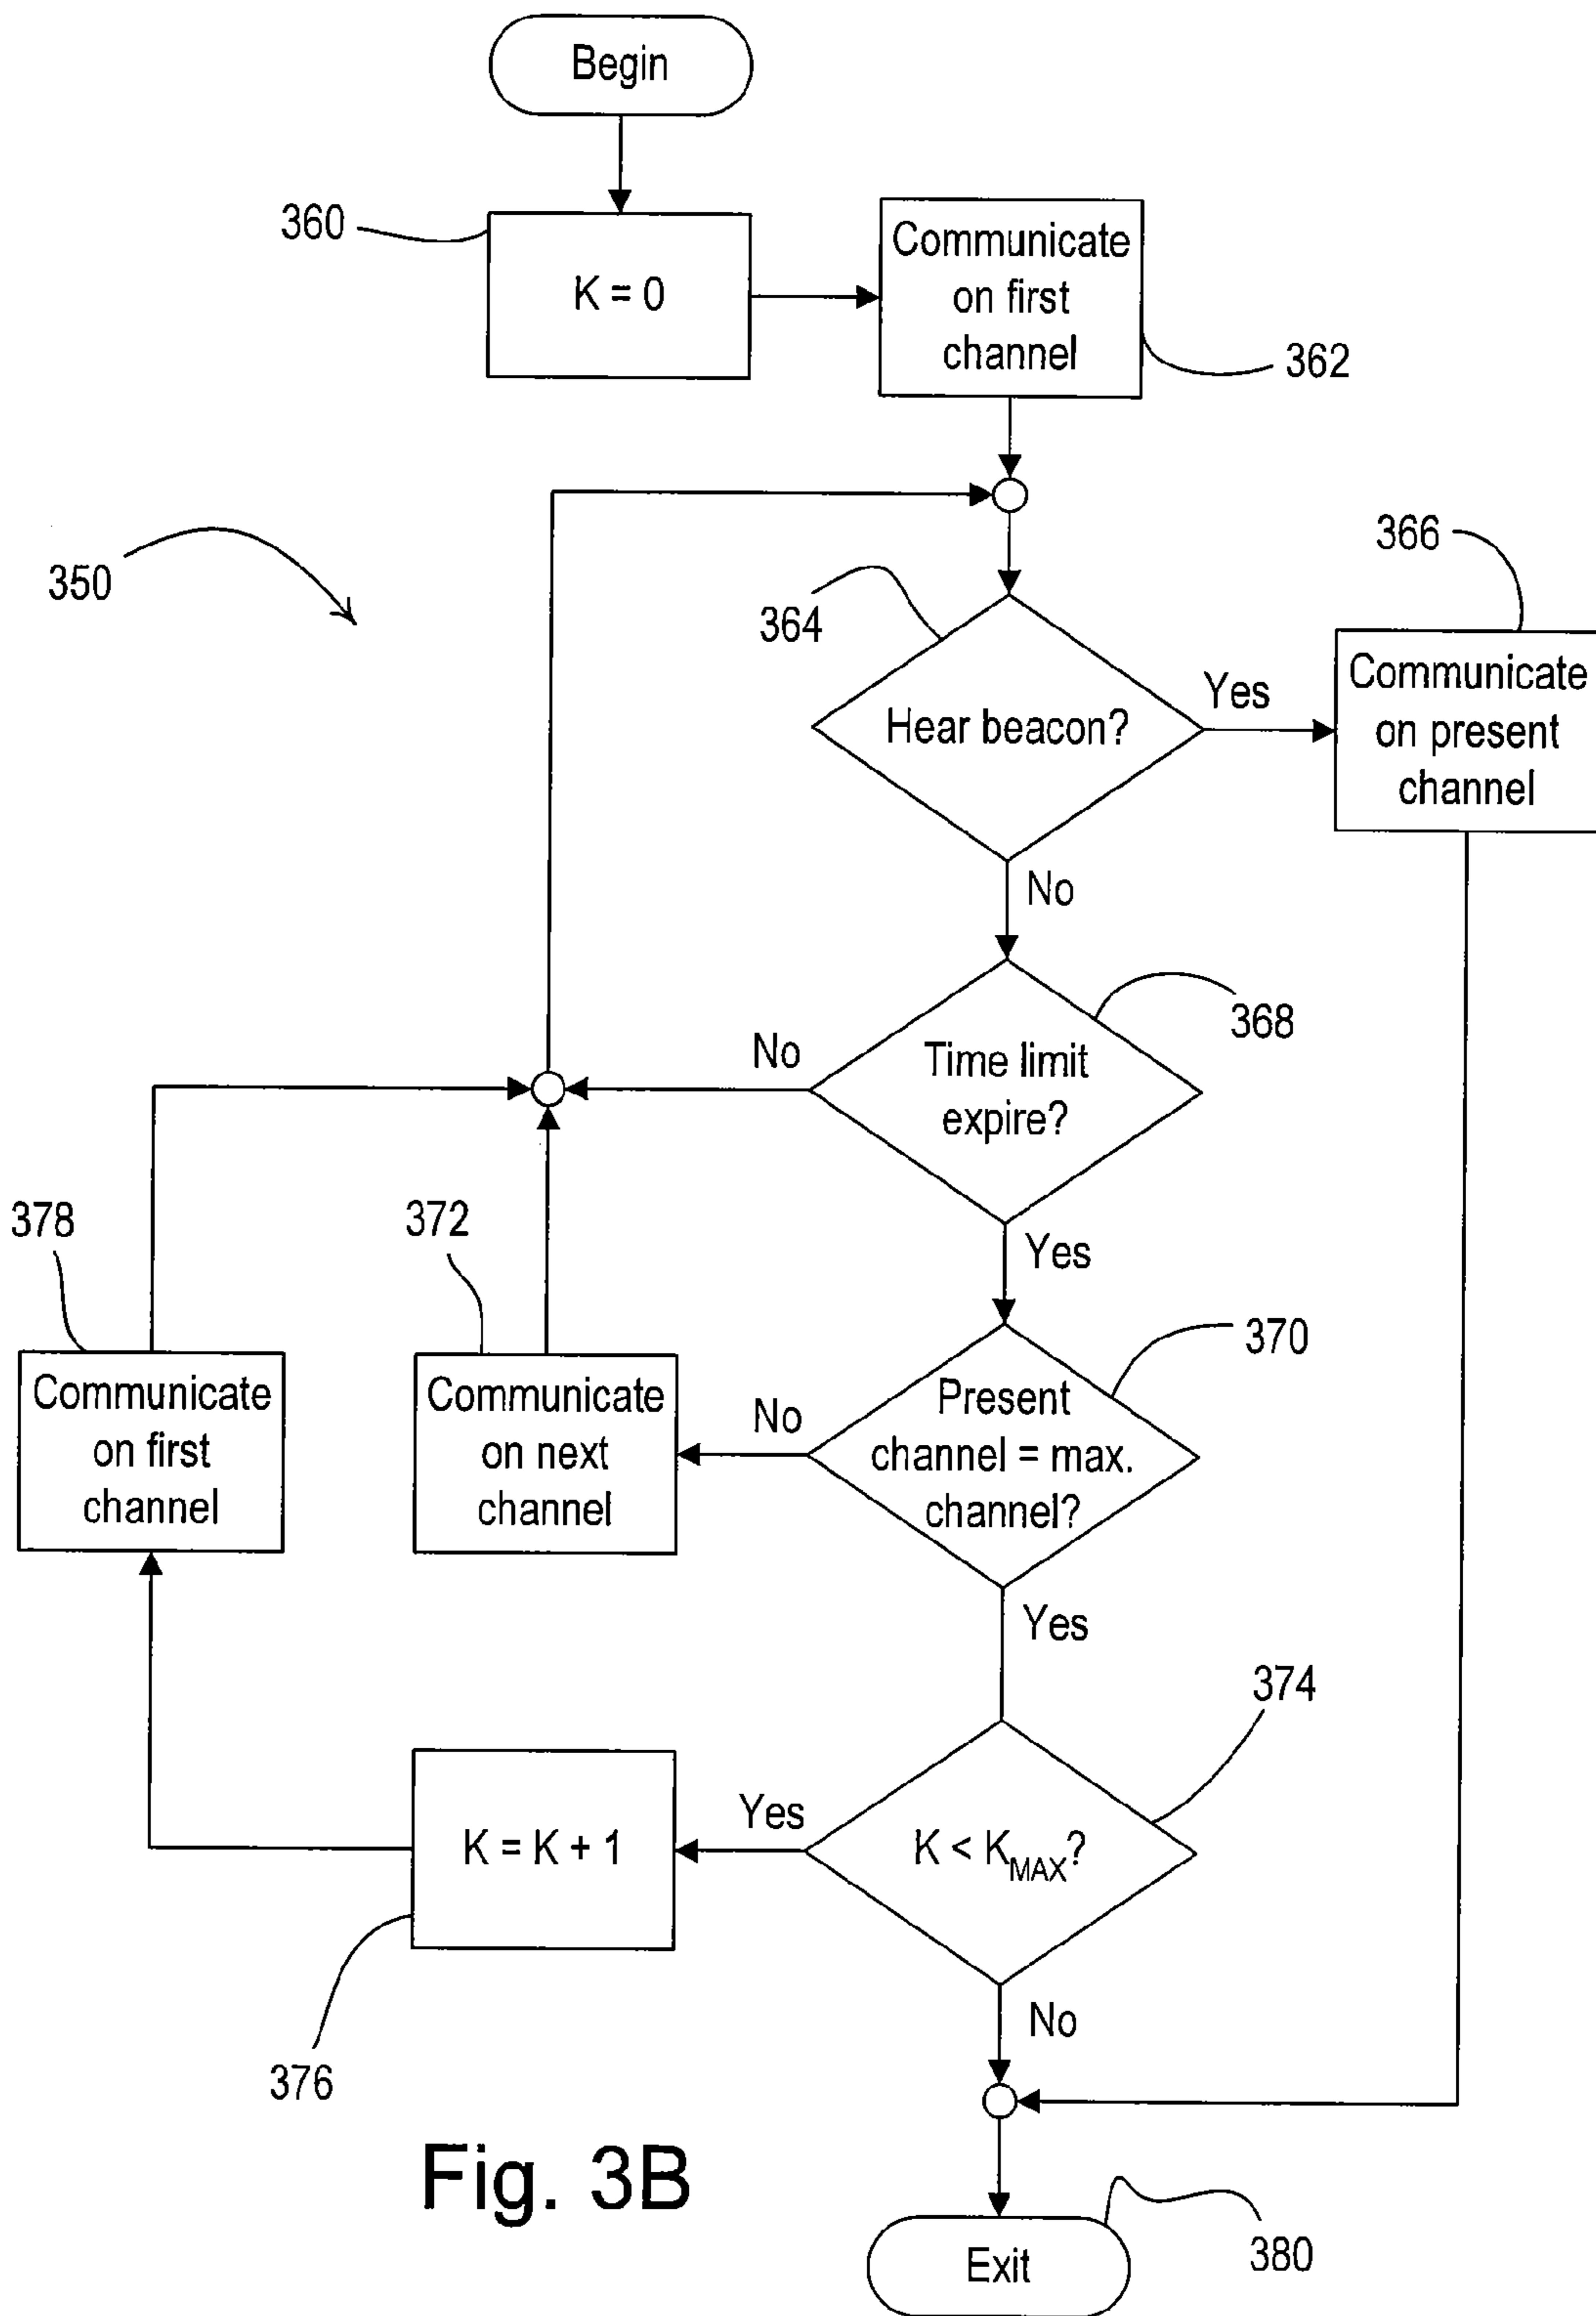 Begin
360
K = 0
Communicate
on first
channel
362
350
364
Hear beacon?
Yes
366
Communicate
on present
channel
No
368
Time limit
expire?
No
Yes
378
372
370
Communicate
on first
channel
Communicate
on next
channel
No
Present
channel = max.
channel?
Yes
374
K = K + 1
Yes
K < KMAX?
376
No
Fig. 3B
Exit
380